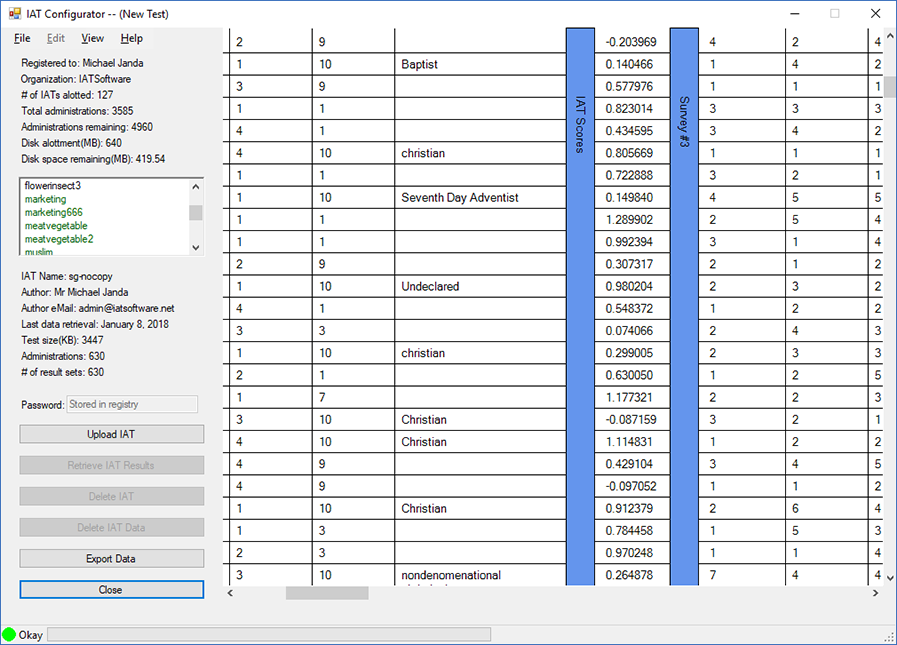 IAT Configurator -- (New Test)
File Edit View Help
Registered to: Michael Janda
Organization: IATSoftware
# of IATs alotted: 127
Total administrations: 3585
Administrations remaining: 4960
Disk alottment(MB): 640
Disk space remaining(MB): 419.54
flowerinsect3
marketing
marketing666
meatvegetable
meatvegetable2
muslim
IAT Name: sg-nocopy
Author: Mr Michael Janda
Author eMail: admin@iatsoftware.net
Last data retrieval: January 8, 2018
Test size(KB): 3447
Administrations: 630
# of result sets: 630
Password: Stored in registry
Upload IAT
Retrieve IAT Results
Delete IAT
Delete IAT Data
Export Data
Close
IAT Scores
Survey #3
2 9 -0.203969 4 2 4
1 10 Baptist 0.140466 1 4 2
3 9 0.577976 1 1 1
1 1 0.823014 3 3 3
4 1 0.434595 3 4 2
4 10 christian 0.805669 1 1 1
1 1 0.722888 3 2 1
1 10 Seventh Day Adventist 0.149840 4 5 5
1 1 1.289902 2 5 4
1 1 0.992394 3 1 4
2 9 0.307317 2 1 2
1 10 Undeclared 0.980204 2 3 2
4 1 0.548372 1 2 2
3 3 0.074066 2 4 3
1 10 christian 0.299005 2 3 3
2 1 0.630050 1 2 5
1 7 1.177321 2 2 3
3 10 Christian -0.087159 3 2 1
4 10 Christian 1.114831 1 2 2
4 9 0.429104 3 4 5
4 9 -0.097052 1 1 2
1 10 Christian 0.912379 2 6 4
1 3 0.784458 1 5 3
2 3 0.970248 1 1 4
3 10 nondenomenational 0.264878 7 4 4
Okay